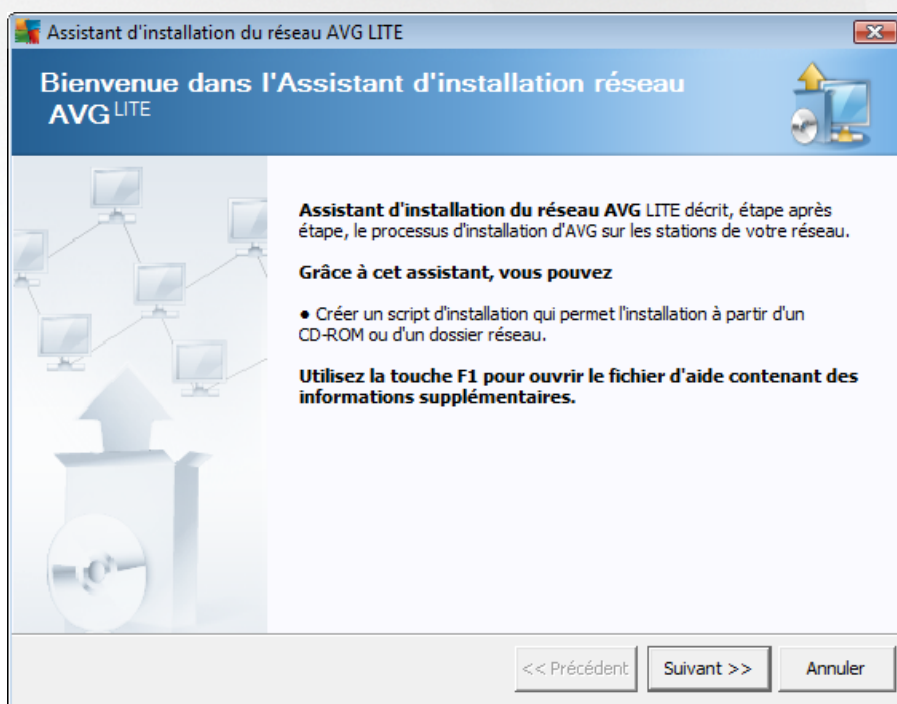 Assistant d'installation du réseau AVG LITE
Bienvenue dans l'Assistant d'installation réseau
AVG LITE
Assistant d'installation du réseau AVG LITE décrit, étape après
étape, le processus d'installation d'AVG sur les stations de votre réseau.
Grâce à cet assistant, vous pouvez
• Créer un script d'installation qui permet l'installation à partir d'un
CD-ROM ou d'un dossier réseau.
Utilisez la touche F1 pour ouvrir le fichier d'aide contenant des
informations supplémentaires.
<< Précédent
Suivant >>
Annuler